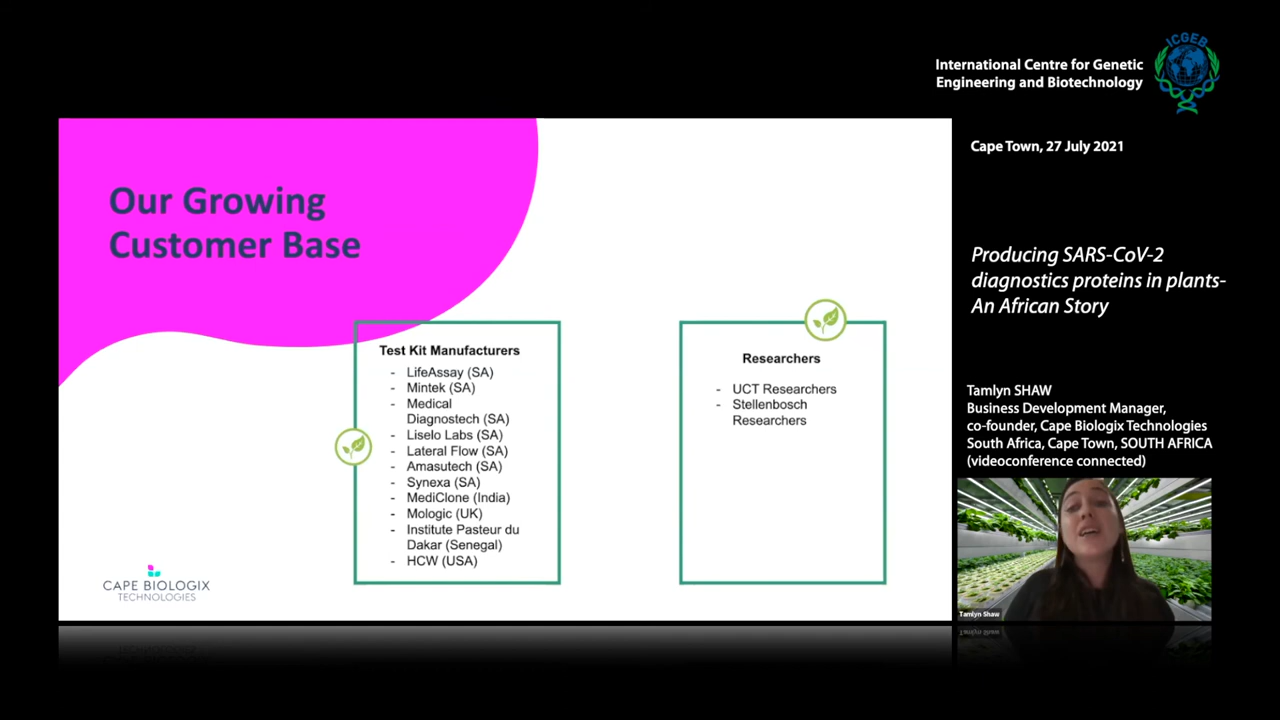 ICGEB
International Centre for Genetic
Engineering and Biotechnology
Cape Town, 27 July 2021
Our Growing
Customer Base
Test Kit Manufacturers
- LifeAssay (SA)
- Mintek (SA)
- Medical
Diagnostech (SA)
- Liselo Labs (SA)
- Lateral Flow (SA)
- Amasutech (SA)
- Synexa (SA)
- MediClone (India)
- Mologic (UK)
- Institute Pasteur du
Dakar (Senegal)
- HCW (USA)
Researchers
- UCT Researchers
- Stellenbosch
Researchers
CAPE BIOLOGIX
TECHNOLOGIES
Producing SARS-CoV-2
diagnostics proteins in plants-
An African Story
Tamlyn SHAW
Business Development Manager,
co-founder, Cape Biologix Technologies
South Africa, Cape Town, SOUTH AFRICA
(videoconference connected)
Tamlyn Shaw